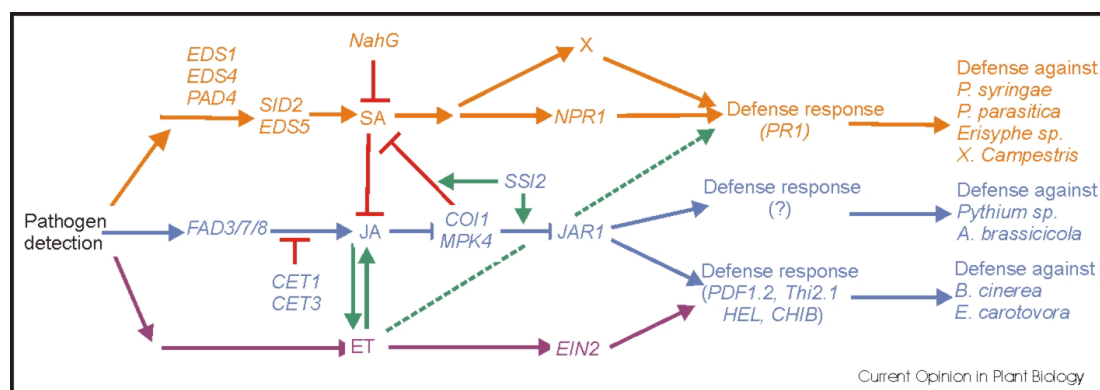 EDS1
EDS4
PAD4
SID2
EDS5
NahG
SA
X
NPR1
Defense response
(PR1)
Defense against
P. syringae
P. parasitica
Erisyphe sp.
X. Campestris
Pathogen
detection
FAD3/7/8
CET1
CET3
JA
COI1
MPK4
SSI2
JAR1
Defense response
(?)
Defense against
Pythium sp.
A. brassicicola
ET
EIN2
Defense response
(PDF1.2, Thi2.1
HEL, CHIB)
Defense against
B. cinerea
E. carotovora
Current Opinion in Plant Biology